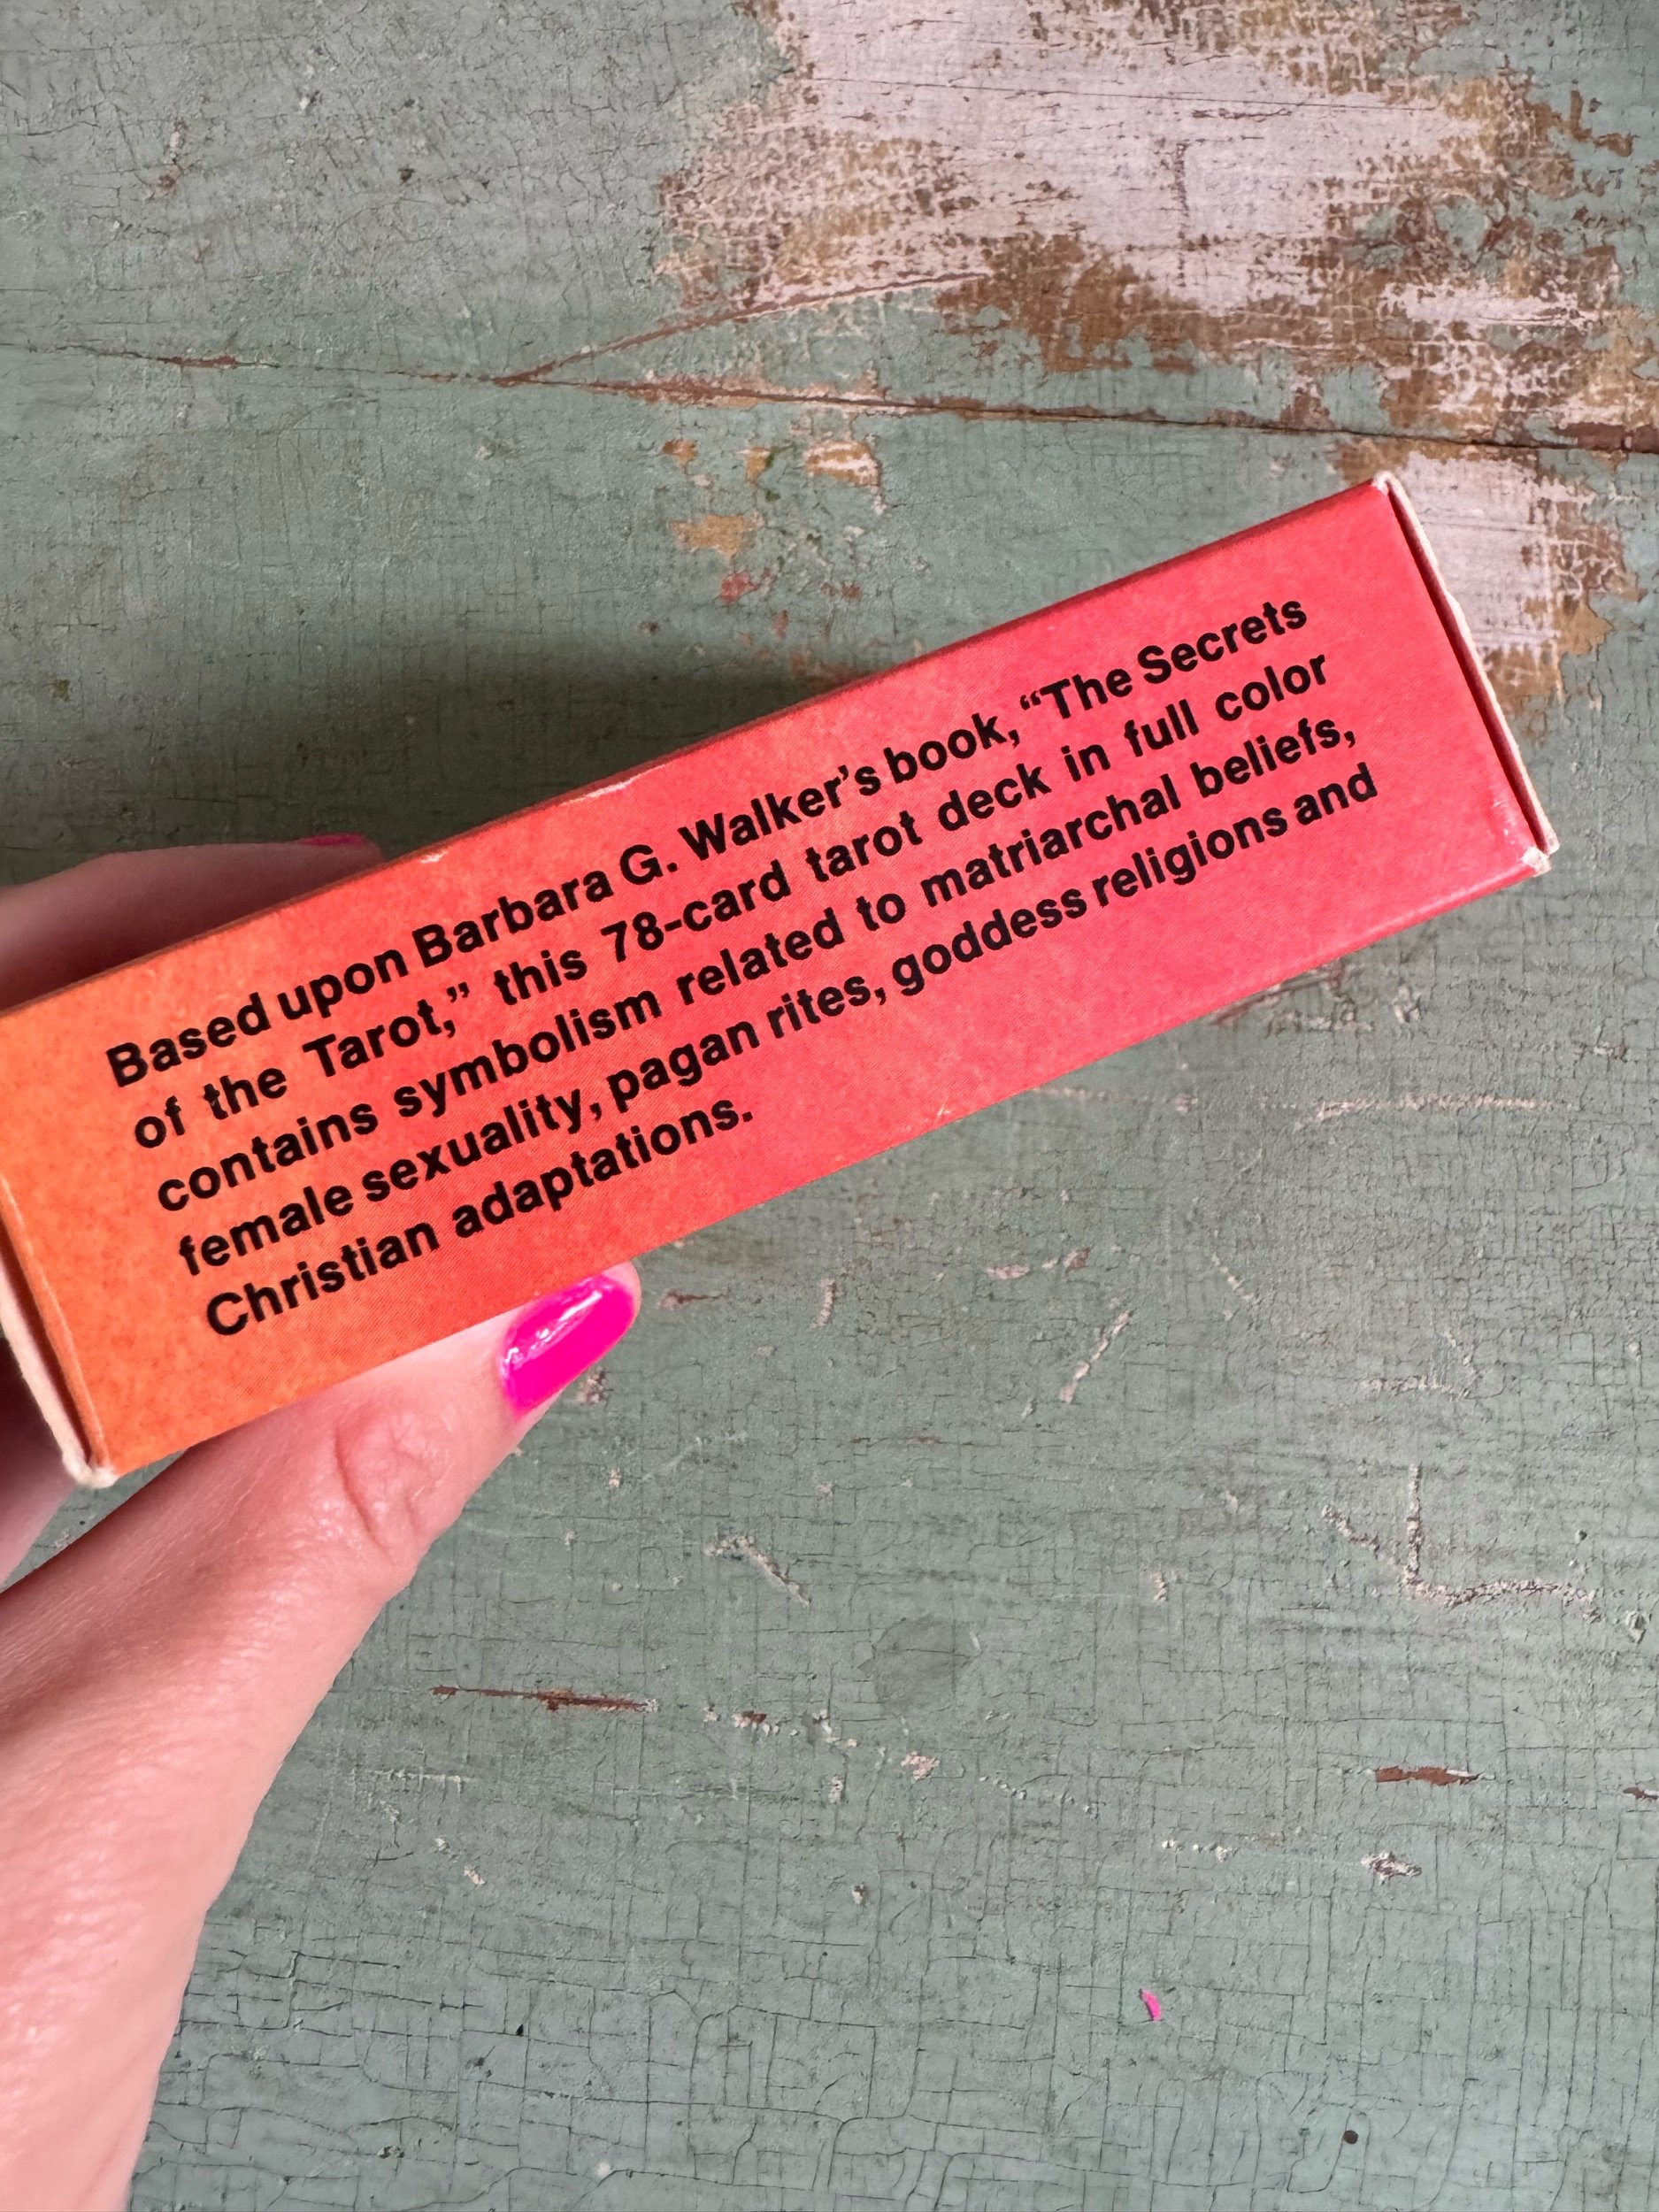 Based upon Barbara G. Walker’s book, “The Secrets
of the Tarot,” this 78-card tarot deck in full color
contains symbolism related to matriarchal beliefs,
female sexuality, pagan rites, goddess religions and
Christian adaptations.